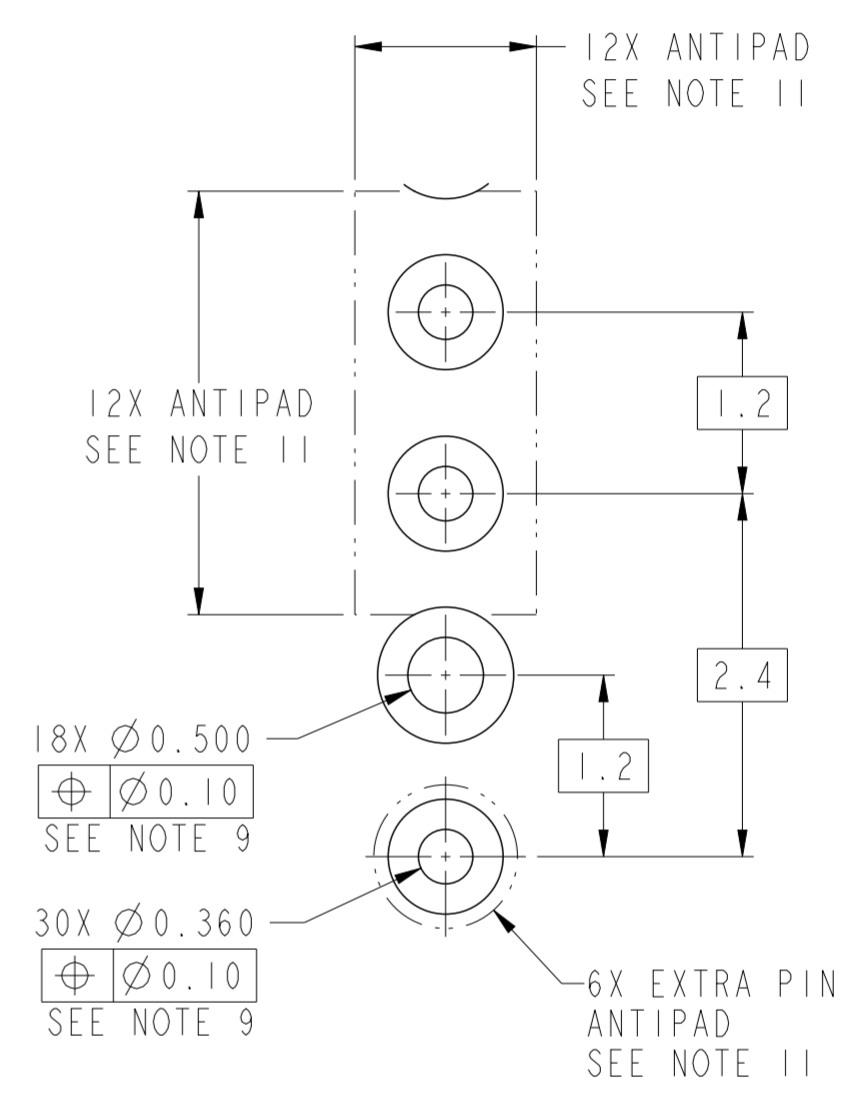 12X ANTIPAD
SEE NOTE 11
12X ANTIPAD
SEE NOTE 11
1.2
2.4
1.2
18X ⌀0.500
⌖ ⌀0.10
SEE NOTE 9
30X ⌀0.360
⌖ ⌀0.10
SEE NOTE 9
6X EXTRA PIN
ANTIPAD
SEE NOTE 11